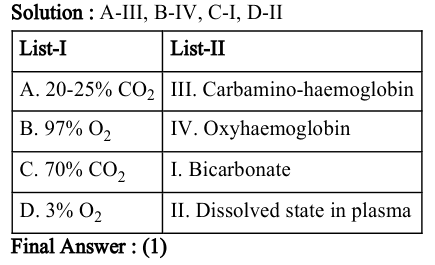 Solution : A-III, B-IV, C-I, D-II
List-I List-II
A. 20-25% CO₂ III. Carbamino-haemoglobin
B. 97% O₂ IV. Oxyhaemoglobin
C. 70% CO₂ I. Bicarbonate
D. 3% O₂ II. Dissolved state in plasma
Final Answer : (1)